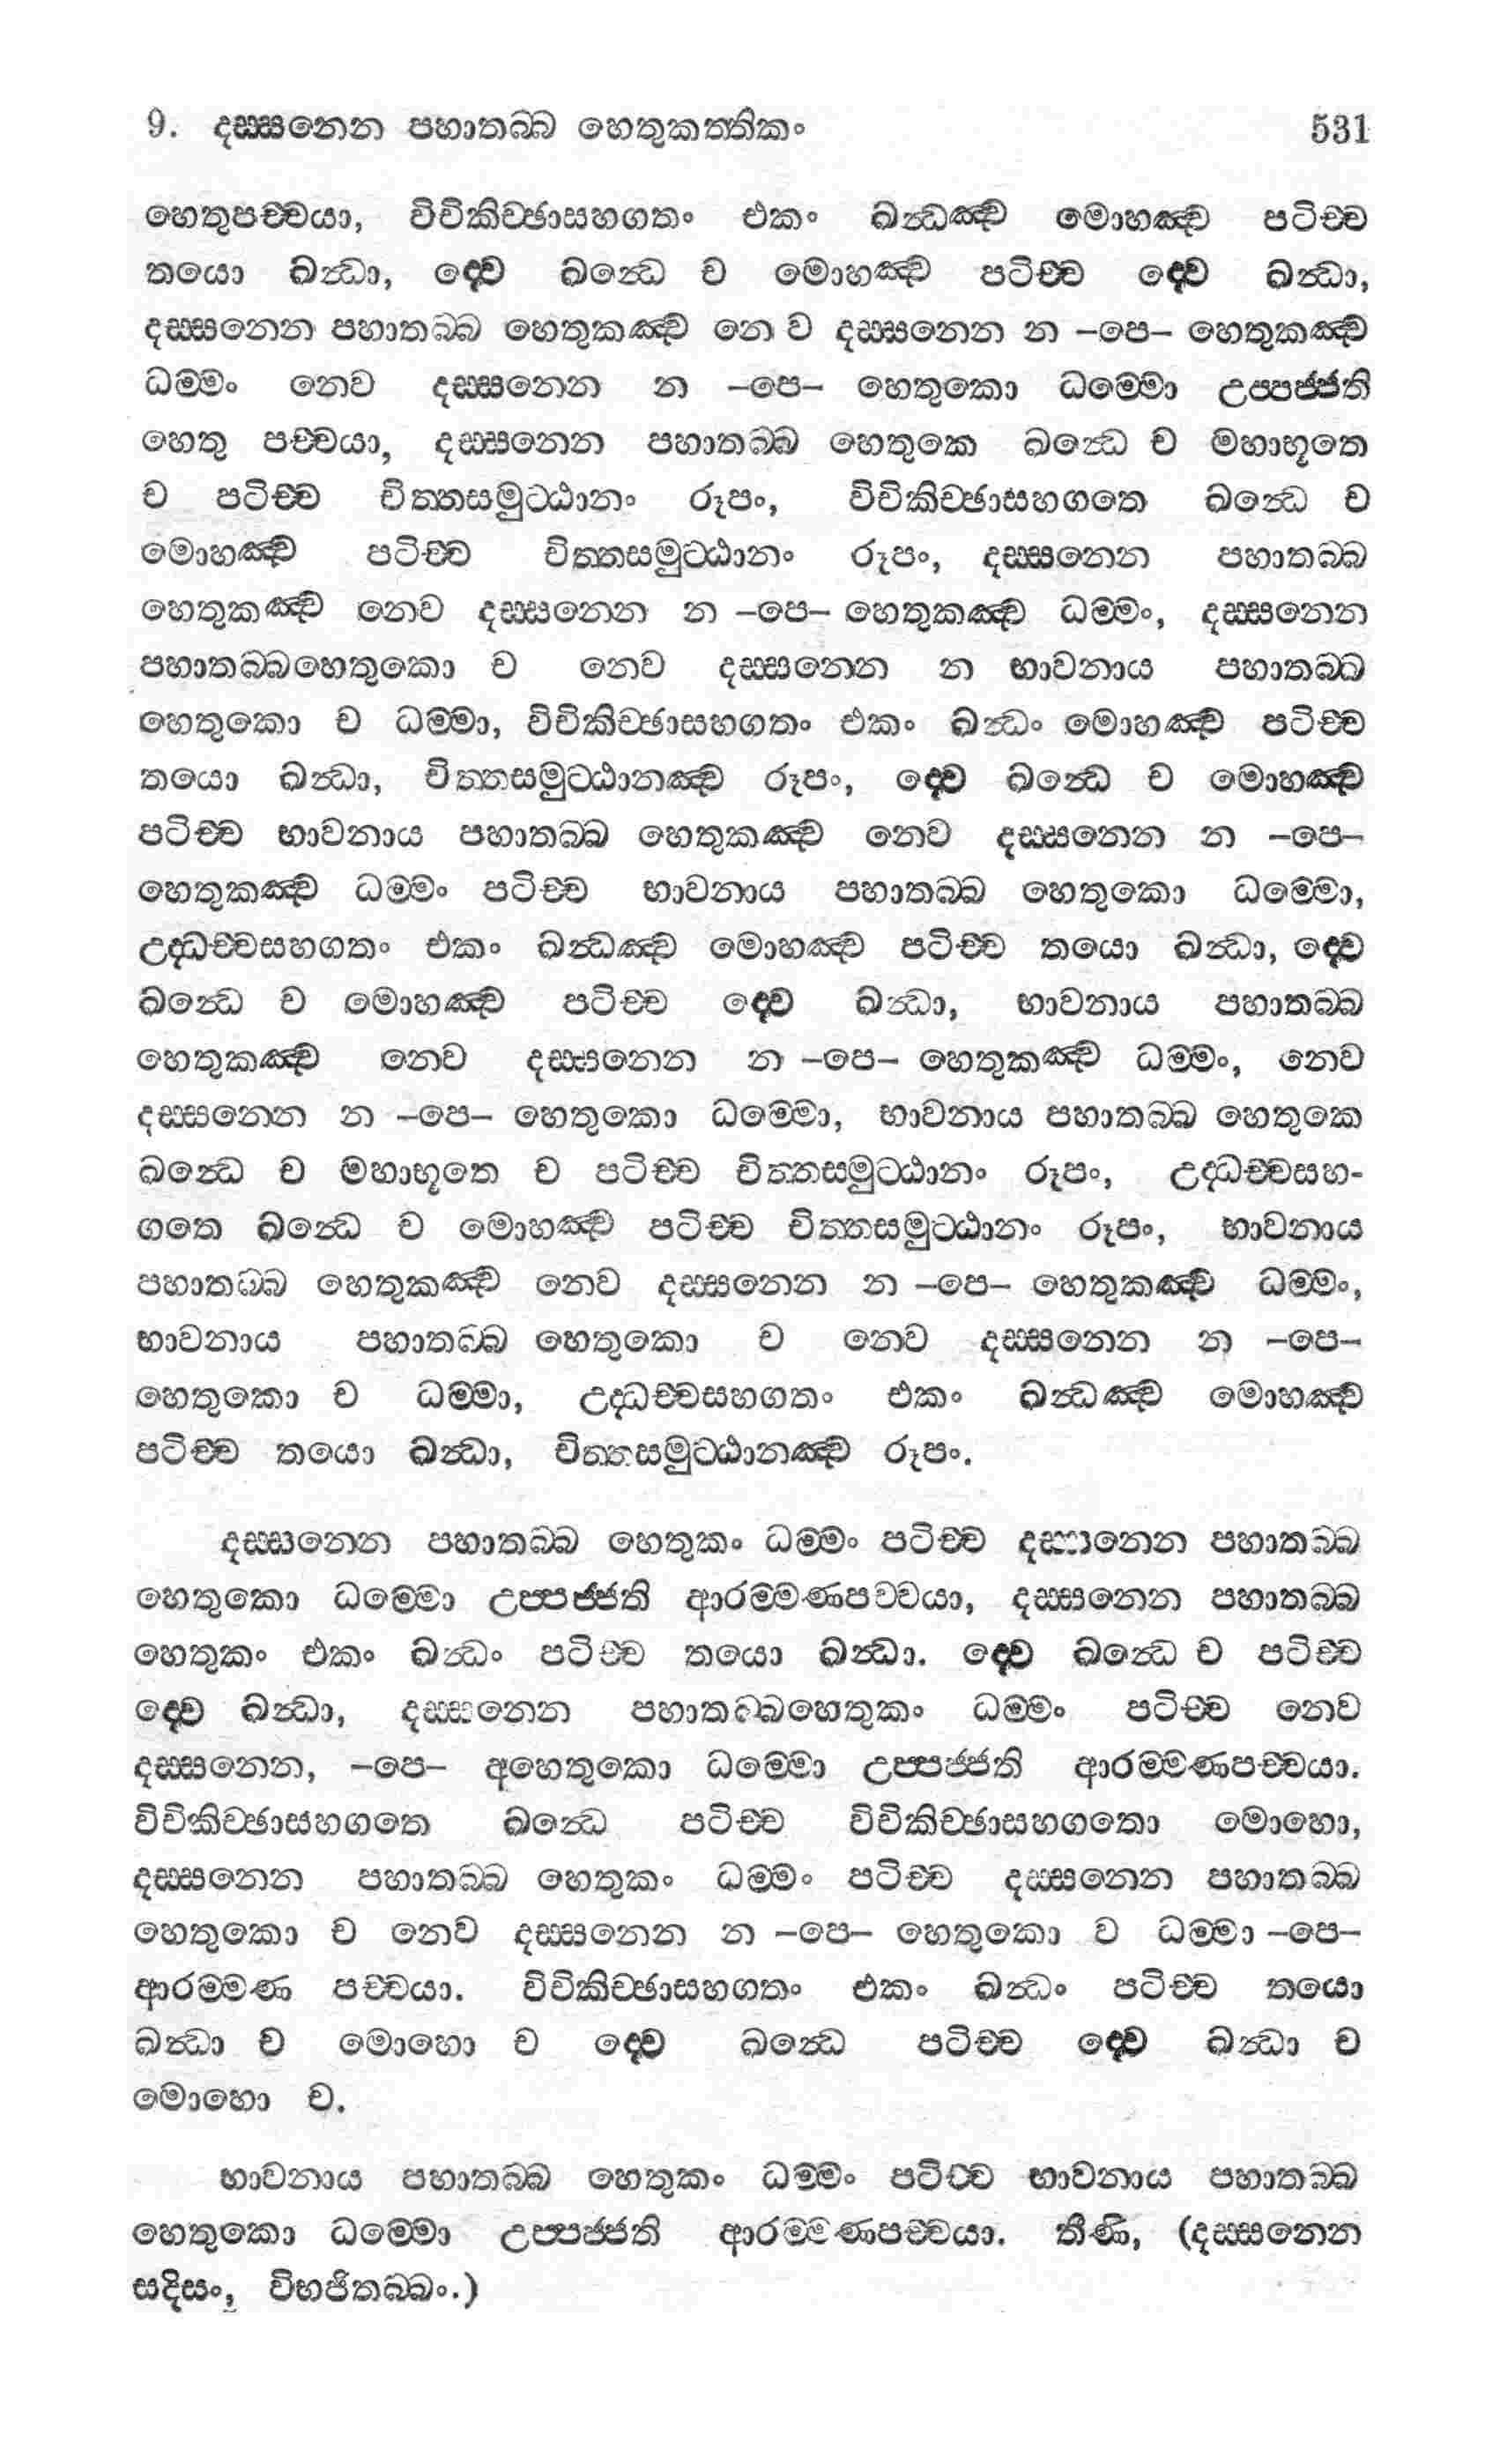 9. දස්සනෙන පහාතබ්බ හෙතුකත්තිකං 531
හෙතුපච්චයා, විචිකිච්ඡාසහගතං එකං ඛන්ධඤ්ච මොහඤ්ච පටිච්ච
තයො ඛන්ධා, ද්වෙ ඛන්ධෙ ච මොහඤ්ච පටිච්ච ද්වෙ ඛන්ධා,
දස්සනෙන පහාතබ්බ හෙතුකඤ්ච නෙ ව දස්සනෙන න –පෙ– හෙතුකඤ්ච
ධම්මං නෙව දස්සනෙන න –පෙ– හෙතුකො ධම්මො උප්පජ්ජති
හෙතු පච්චයා, දස්සනෙන පහාතබ්බ හෙතුකෙ ඛන්ධෙ ච මහාභූතෙ
ච පටිච්ච චිත්තසමුට්ඨානං රූපං, විචිකිච්ඡාසහගතෙ ඛන්ධෙ ච
මොහඤ්ච පටිච්ච චිත්තසමුට්ඨානං රූපං, දස්සනෙන පහාතබ්බ
හෙතුකඤ්ච නෙව දස්සනෙන න –පෙ– හෙතුකඤ්ච ධම්මං, දස්සනෙන
පහාතබ්බහෙතුකො ච නෙව දස්සනෙන න භාවනාය පහාතබ්බ
හෙතුකො ච ධම්මා, විචිකිච්ඡාසහගතං එකං ඛන්ධං මොහඤ්ච පටිච්ච
තයො ඛන්ධා, චිත්තසමුට්ඨානඤ්ච රූපං, ද්වෙ ඛන්ධෙ ච මොහඤ්ච
පටිච්ච භාවනාය පහාතබ්බ හෙතුකඤ්ච නෙව දස්සනෙන න –පෙ–
හෙතුකඤ්ච ධම්මං පටිච්ච භාවනාය පහාතබ්බ හෙතුකො ධම්මො,
උද්ධච්චසහගතං එකං ඛන්ධඤ්ච මොහඤ්ච පටිච්ච තයො ඛන්ධා, ද්වෙ
ඛන්ධෙ ච මොහඤ්ච පටිච්ච ද්වෙ ඛන්ධා, භාවනාය පහාතබ්බ
හෙතුකඤ්ච නෙව දස්සනෙන න –පෙ– හෙතුකඤ්ච ධම්මං, නෙව
දස්සනෙන න –පෙ– හෙතුකො ධම්මො, භාවනාය පහාතබ්බ හෙතුකෙ
ඛන්ධෙ ච මහාභූතෙ ච පටිච්ච චිත්තසමුට්ඨානං රූපං, උද්ධච්චසහ-
ගතෙ ඛන්ධෙ ච මොහඤ්ච පටිච්ච චිත්තසමුට්ඨානං රූපං, භාවනාය
පහාතබ්බ හෙතුකඤ්ච නෙව දස්සනෙන න –පෙ– හෙතුකඤ්ච ධම්මං,
භාවනාය පහාතබ්බ හෙතුකො ච නෙව දස්සනෙන න –පෙ–
හෙතුකො ච ධම්මා, උද්ධච්චසහගතං එකං ඛන්ධඤ්ච මොහඤ්ච
පටිච්ච තයො ඛන්ධා, චිත්තසමුට්ඨානඤ්ච රූපං.
දස්සනෙන පහාතබ්බ හෙතුකං ධම්මං පටිච්ච දස්සනෙන පහාතබ්බ
හෙතුකො ධම්මො උප්පජ්ජති ආරම්මණපච්චයා, දස්සනෙන පහාතබ්බ
හෙතුකං එකං ඛන්ධං පටිච්ච තයො ඛන්ධා. ද්වෙ ඛන්ධෙ ච පටිච්ච
ද්වෙ ඛන්ධා, දස්සනෙන පහාතබ්බහෙතුකං ධම්මං පටිච්ච නෙව
දස්සනෙන, –පෙ– අහෙතුකො ධම්මො උප්පජ්ජති ආරම්මණපච්චයා.
විචිකිච්ඡාසහගතෙ ඛන්ධෙ පටිච්ච විචිකිච්ඡාසහගතො මොහො,
දස්සනෙන පහාතබ්බ හෙතුකං ධම්මං පටිච්ච දස්සනෙන පහාතබ්බ
හෙතුකො ච නෙව දස්සනෙන න –පෙ– හෙතුකො ව ධම්මා –පෙ–
ආරම්මණ පච්චයා. විචිකිච්ඡාසහගතං එකං ඛන්ධං පටිච්ච තයො
ඛන්ධා ච මොහො ච ද්වෙ ඛන්ධෙ පටිච්ච ද්වෙ ඛන්ධා ච
මොහො ච.
භාවනාය පහාතබ්බ හෙතුකං ධම්මං පටිච්ච භාවනාය පහාතබ්බ
හෙතුකො ධම්මො උප්පජ්ජති ආරම්මණපච්චයා. තීණි, (දස්සනෙන
සදිසං, විභජිතබ්බං.)